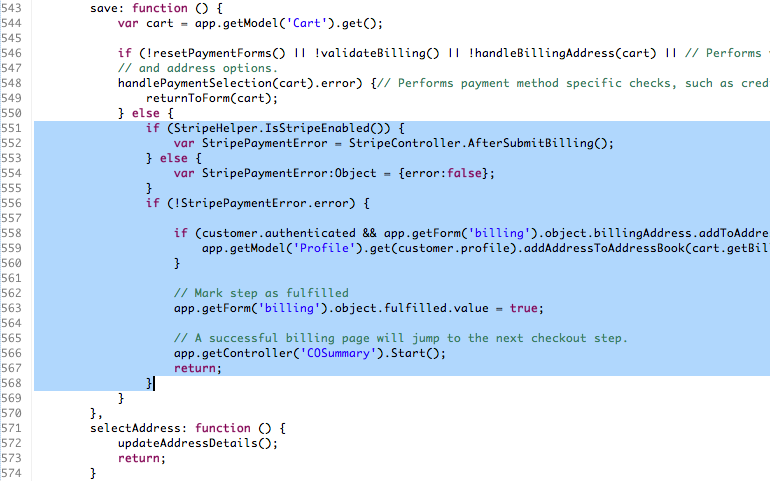 543 save: function () {
544 var cart = app.getModel('Cart').get();
545
546 if (!resetPaymentForms() || !validateBilling() || !handleBillingAddress(cart) || // Performs
547 // and address options.
548 handlePaymentSelection(cart).error) {// Performs payment method specific checks, such as cred
549 returnToForm(cart);
550 } else {
551 if (StripeHelper.IsStripeEnabled()) {
552 var StripePaymentError = StripeController.AfterSubmitBilling();
553 } else {
554 var StripePaymentError:Object = {error:false};
555 }
556 if (!StripePaymentError.error) {
557
558 if (customer.authenticated && app.getForm('billing').object.billingAddress.addToAddre
559 app.getModel('Profile').get(customer.profile).addAddressToAddressBook(cart.getBil
560 }
561
562 // Mark step as fulfilled
563 app.getForm('billing').object.fulfilled.value = true;
564
565 // A successful billing page will jump to the next checkout step.
566 app.getController('COSummary').Start();
567 return;
568 }
569 }
570 },
571 selectAddress: function () {
572 updateAddressDetails();
573 return;
574 }